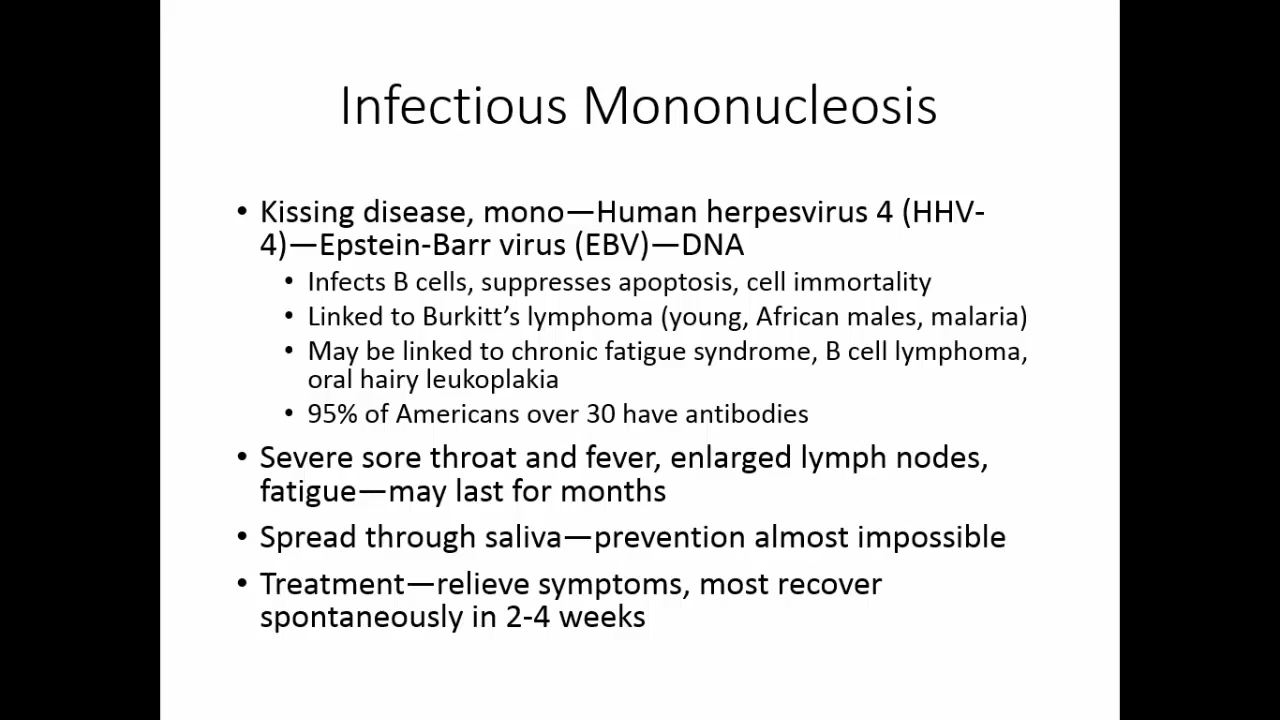 Infectious Mononucleosis
• Kissing disease, mono—Human herpesvirus 4 (HHV-
4)—Epstein-Barr virus (EBV)—DNA
• Infects B cells, suppresses apoptosis, cell immortality
• Linked to Burkitt’s lymphoma (young, African males, malaria)
• May be linked to chronic fatigue syndrome, B cell lymphoma,
oral hairy leukoplakia
• 95% of Americans over 30 have antibodies
• Severe sore throat and fever, enlarged lymph nodes,
fatigue—may last for months
• Spread through saliva—prevention almost impossible
• Treatment—relieve symptoms, most recover
spontaneously in 2-4 weeks